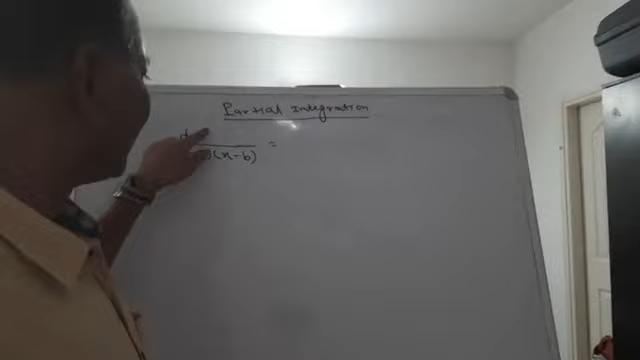 Partial Integration
(x-b) =